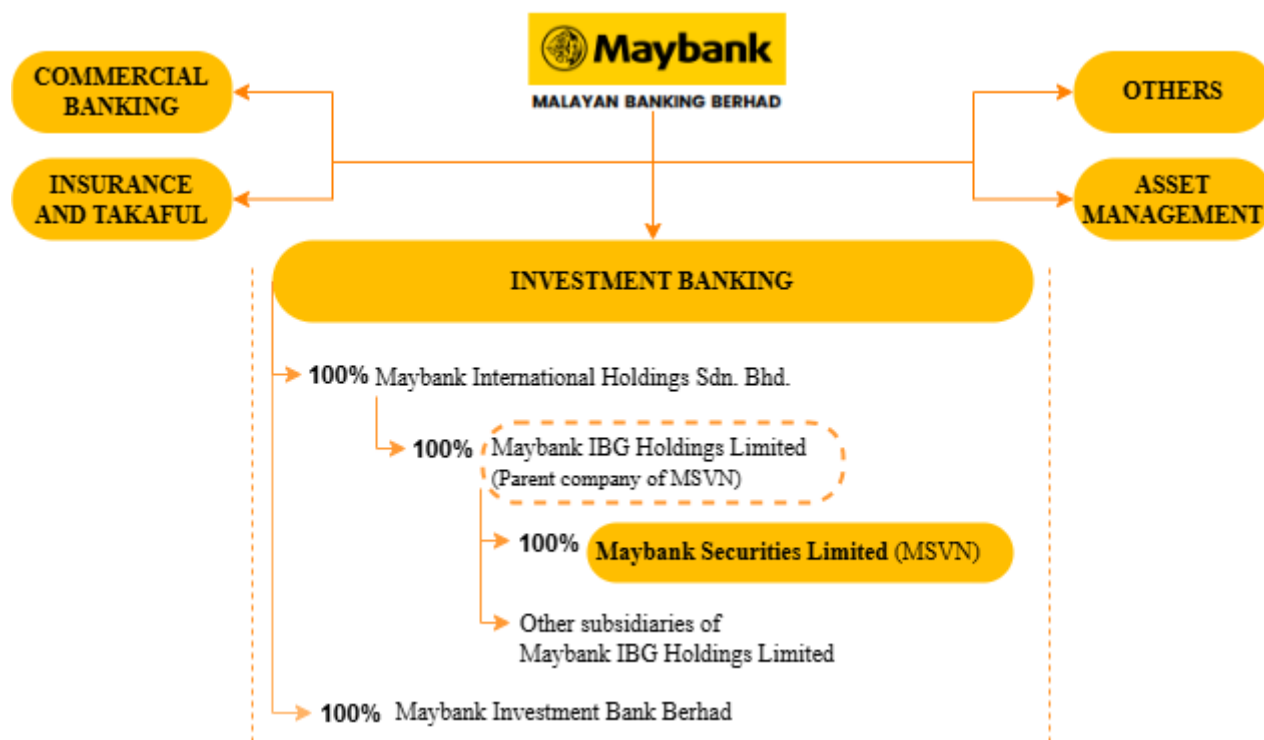 Maybank
MALAYAN BANKING BERHAD
COMMERCIAL
BANKING
OTHERS
INSURANCE
AND TAKAFUL
ASSET
MANAGEMENT
INVESTMENT BANKING
100% Maybank International Holdings Sdn. Bhd.
100% Maybank IBG Holdings Limited
(Parent company of MSVN)
100% Maybank Securities Limited (MSVN)
Other subsidiaries of
Maybank IBG Holdings Limited
100% Maybank Investment Bank Berhad